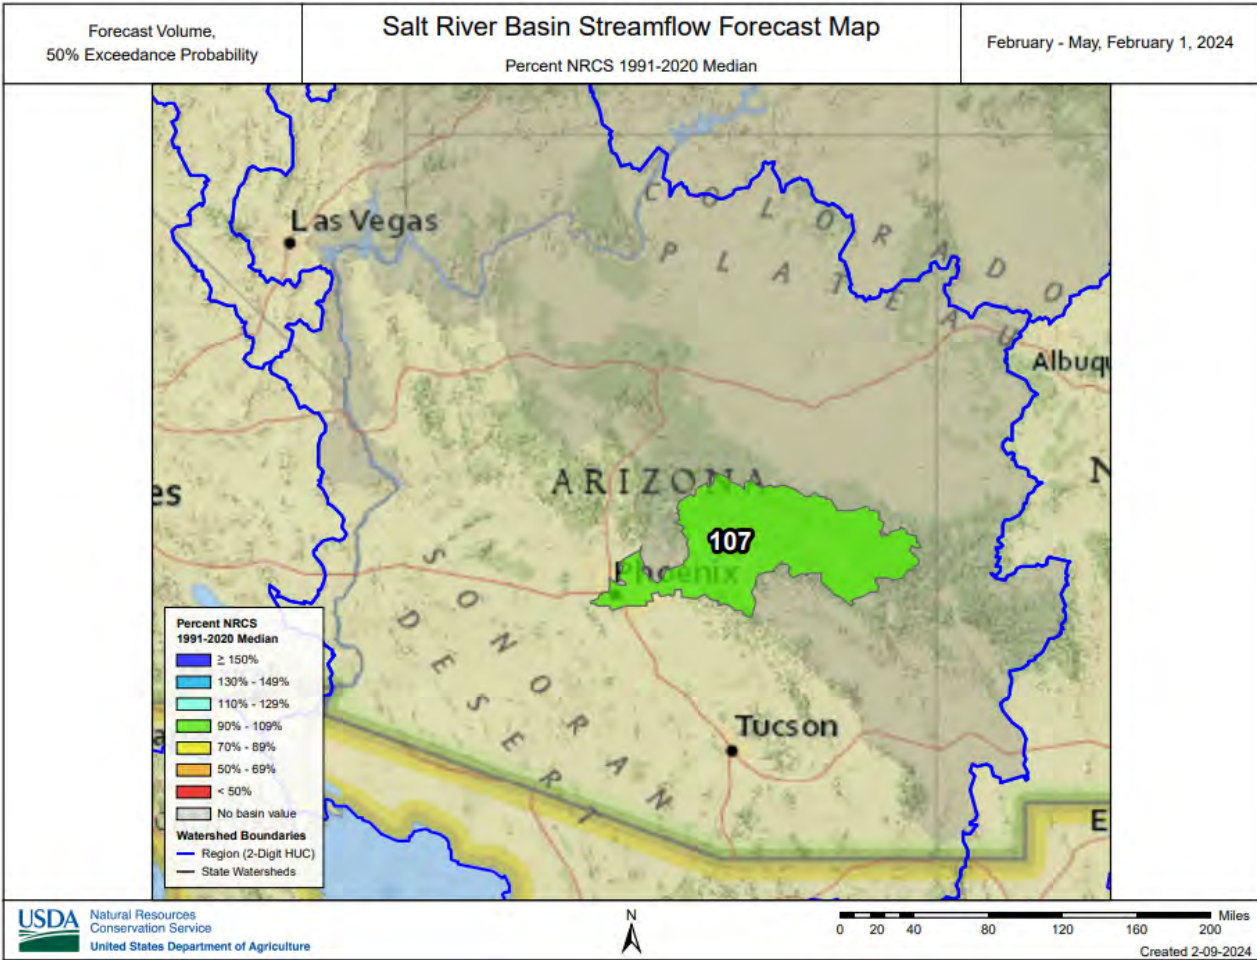 Forecast Volume,
50% Exceedance Probability
Salt River Basin Streamflow Forecast Map
Percent NRCS 1991-2020 Median
February - May, February 1, 2024
Las Vegas
COLORADO
PLATEAU
Albuqu
ARIZONA
N
es
107
Phoenix
SONORAN
DESERT
Tucson
E
a
Percent NRCS
1991-2020 Median
≥ 150%
130% - 149%
110% - 129%
90% - 109%
70% - 89%
50% - 69%
< 50%
No basin value
Watershed Boundaries
Region (2-Digit HUC)
State Watersheds
USDA
Natural Resources
Conservation Service
United States Department of Agriculture
N
Miles
0 20 40 80 120 160 200
Created 2-09-2024